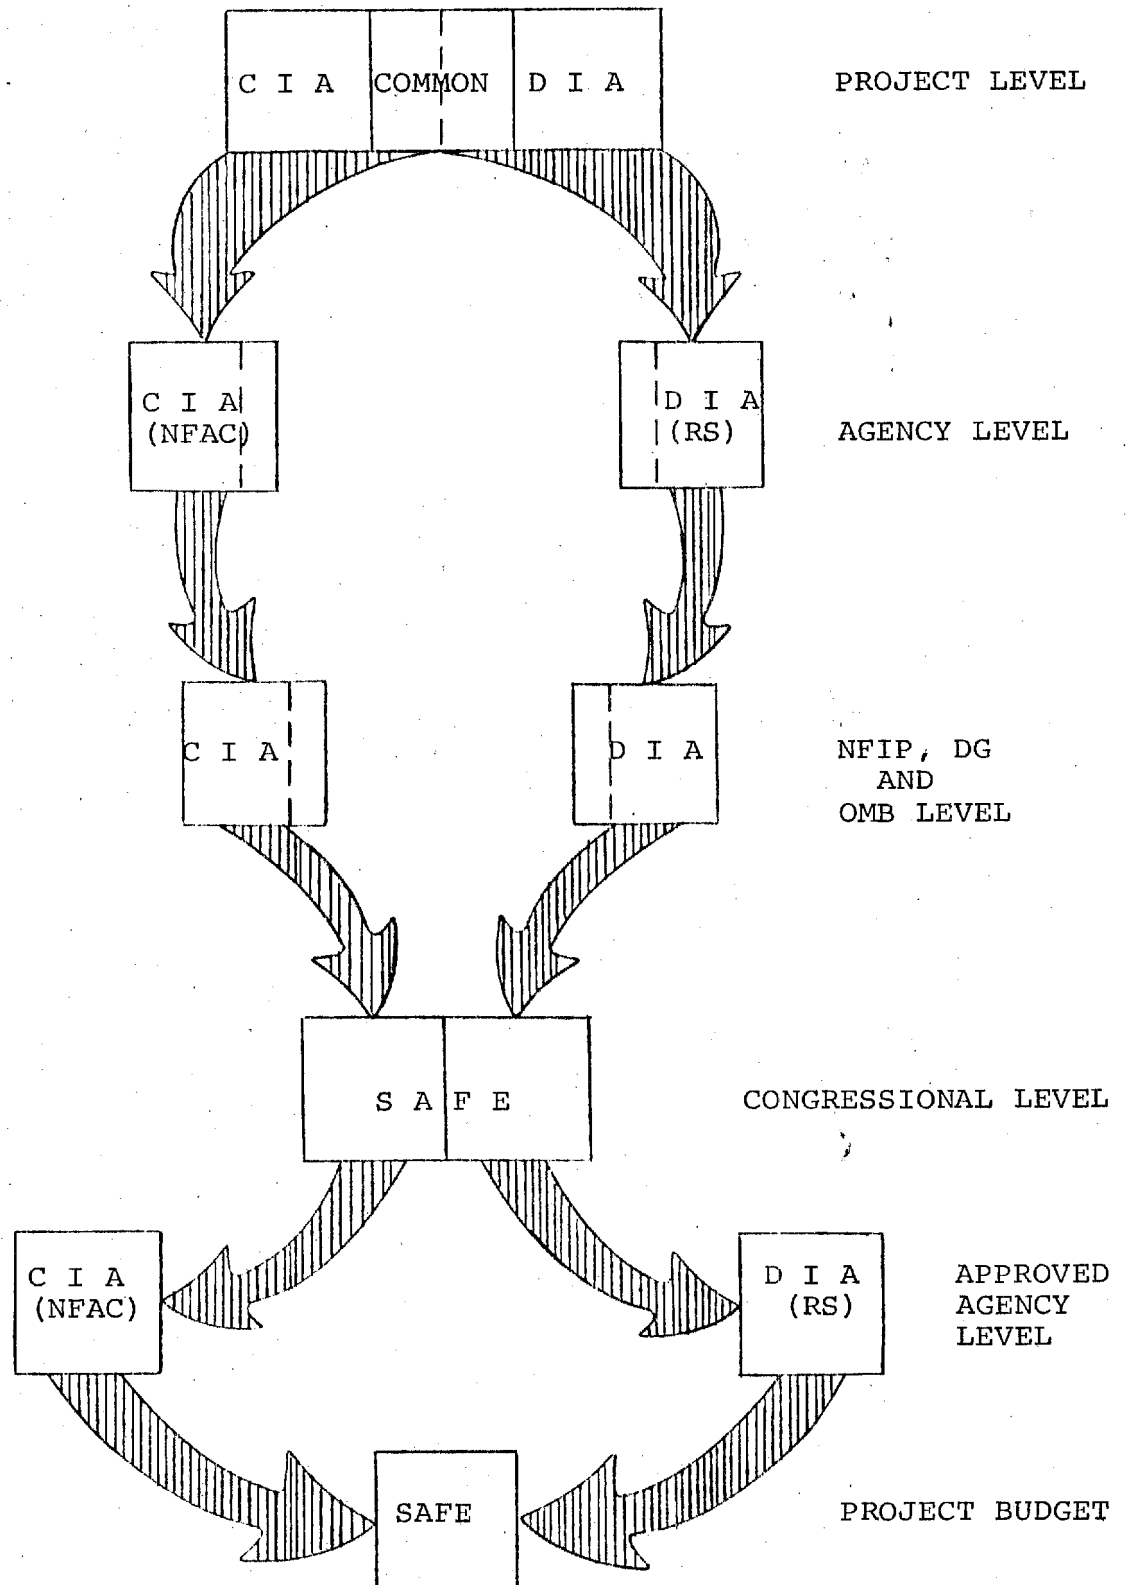 C I A COMMON D I A PROJECT LEVEL
C I A D I A
(NFAC) (RS) AGENCY LEVEL
C I A D I A NFIP, DG
AND
OMB LEVEL
S A F E CONGRESSIONAL LEVEL
C I A D I A APPROVED
(NFAC) (RS) AGENCY
LEVEL
SAFE PROJECT BUDGET